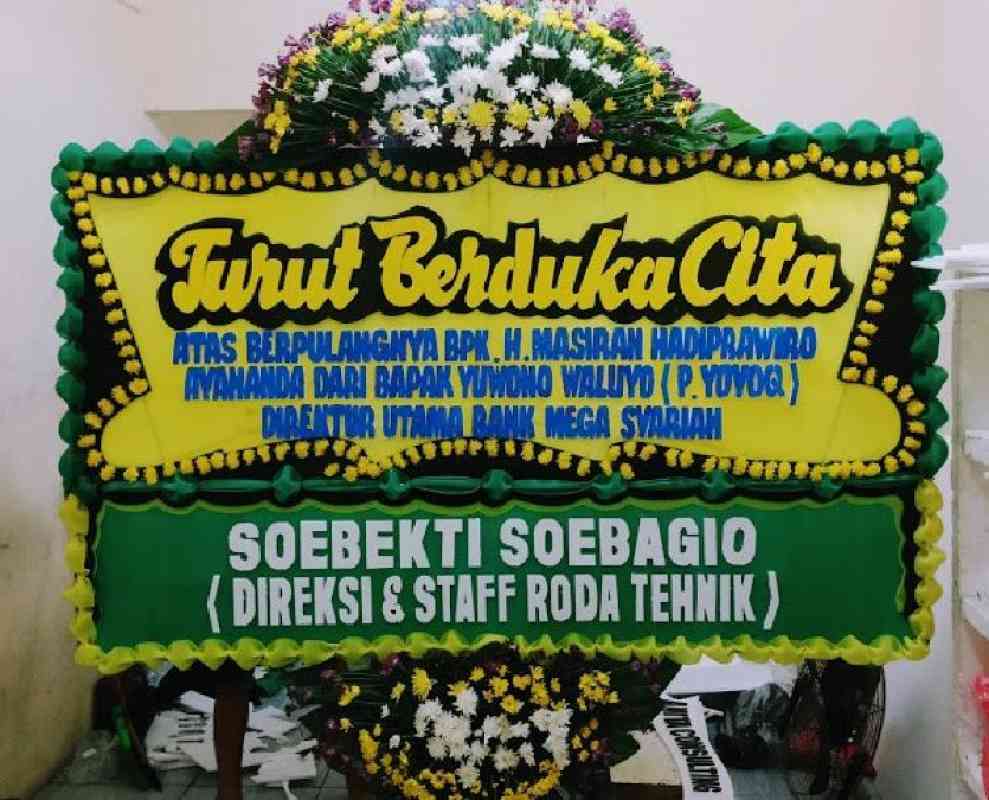 Turut Berduka Cita
ATAS BERPULANGNYA BPK. H. MASIRAN HADIPRAWIRO
AYAHANDA DARI BAPAK YUWONO WALUYO ( P. YOYOQ )
DIREKTUR UTAMA BANK MEGA SYARIAH
SOEBEKTI SOEBAGIO
( DIREKSI & STAFF RODA TEHNIK )
CONSULTING